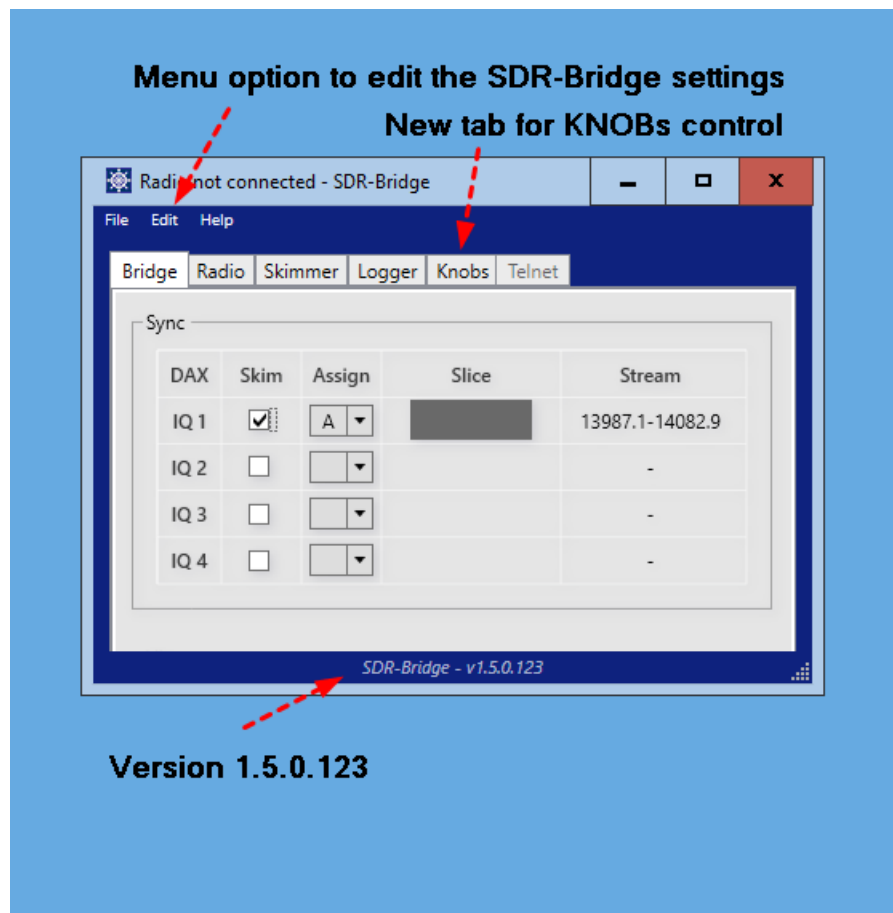 Menu option to edit the SDR-Bridge settings
New tab for KNOBs control
Radio not connected - SDR-Bridge
File Edit Help
Bridge Radio Skimmer Logger Knobs Telnet
Sync
DAX Skim Assign Slice Stream
IQ 1 A 13987.1-14082.9
IQ 2 -
IQ 3 -
IQ 4 -
SDR-Bridge - v1.5.0.123
Version 1.5.0.123